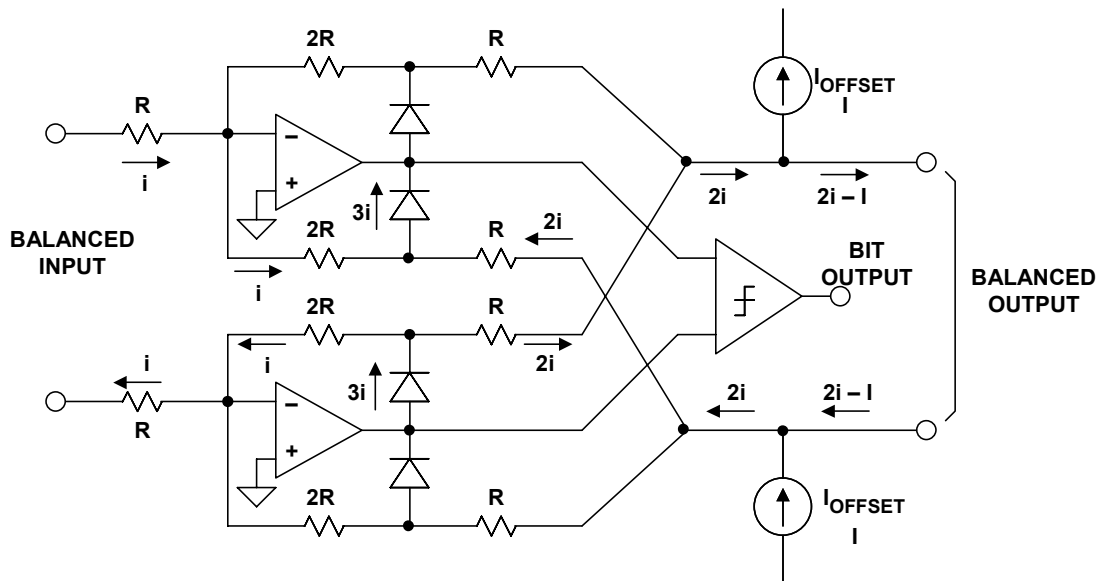 2R
R
I OFFSET
I
R
−
+
i
3i
2i
2i – I
2R
R
2i
BALANCED
INPUT
i
BIT
OUTPUT
BALANCED
OUTPUT
2R
R
i
i
3i
2i
R
−
+
2i
2i – I
2R
R
I OFFSET
I